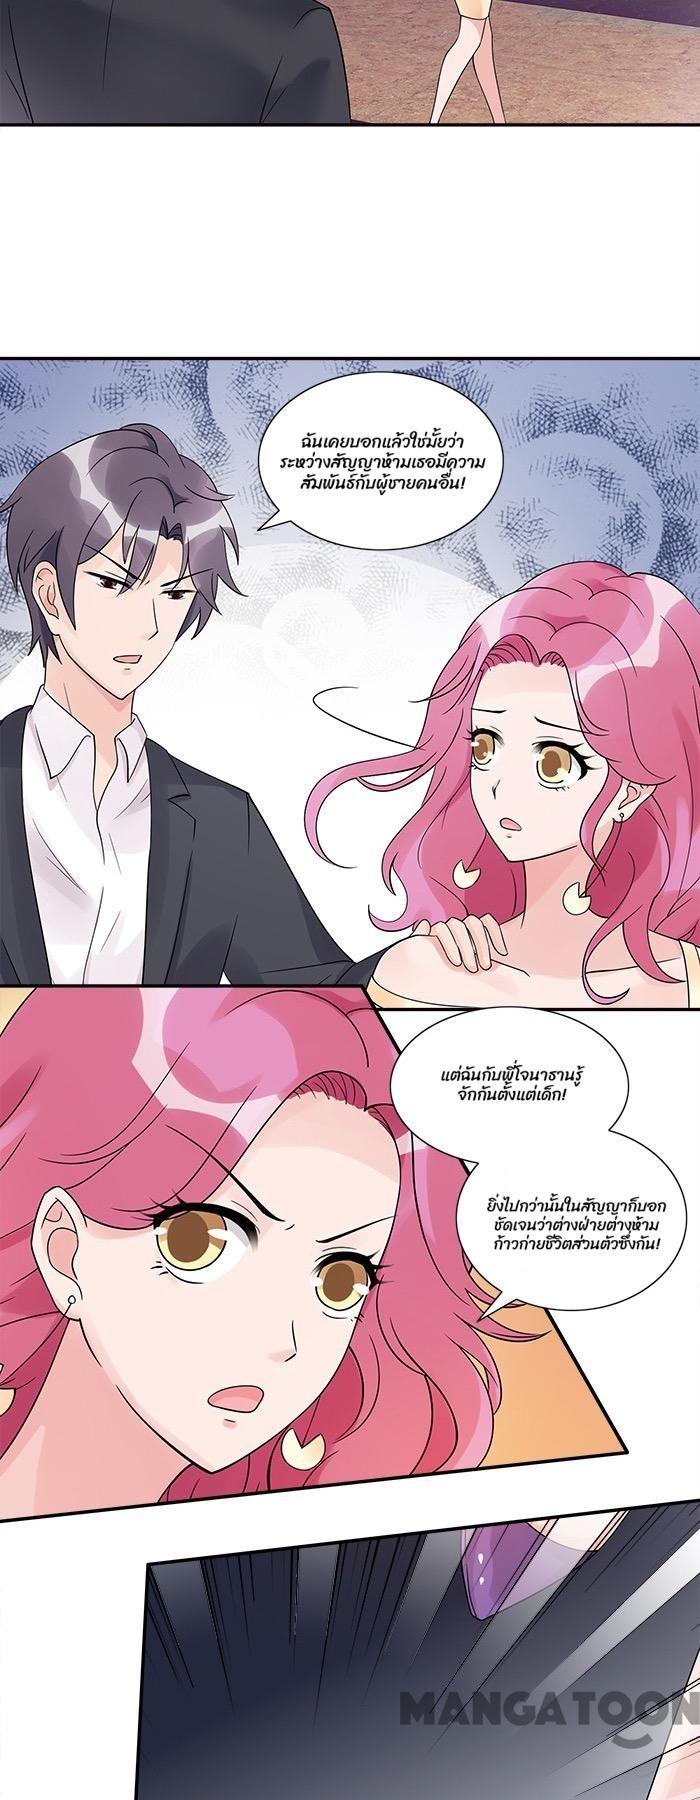 ฉันเคยบอกแล้วใช่มั้ยว่า
ระหว่างสัญญาห้ามเธอมีความ
สัมพันธ์กับผู้ชายคนอื่น!
แต่ฉันกับพี่โจนาธานรู้
จักกันตั้งแต่เด็ก!
ยิ่งไปกว่านั้นในสัญญาก็บอก
ชัดเจนว่าต่างฝ่ายต่างห้าม
ก้าวก่ายชีวิตส่วนตัวซึ่งกัน!
MANGATOON